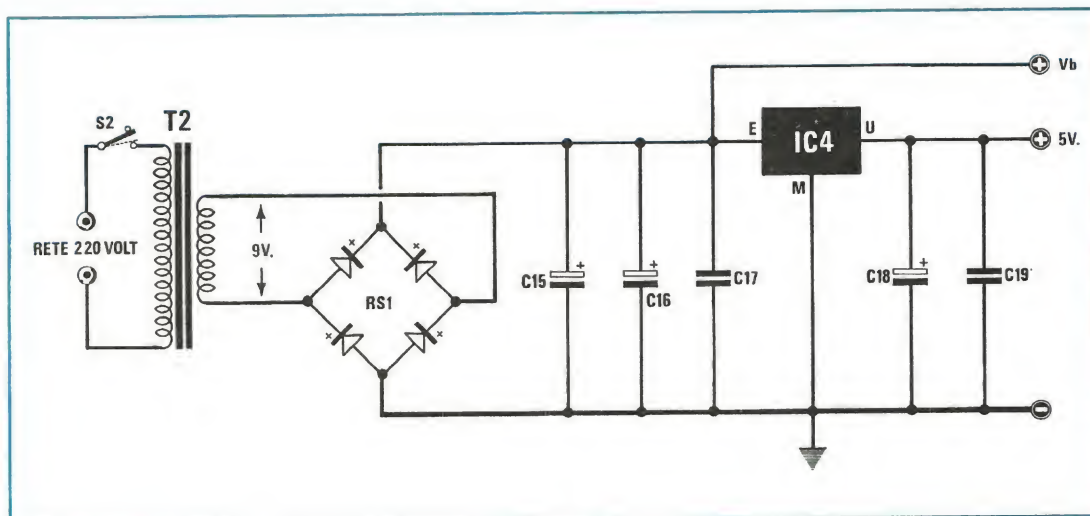 Vb
S2
T2
E
IC4
U
5V.
M
RETE 220 VOLT
9V.
RS1
C15
C16
C17
C18
C19